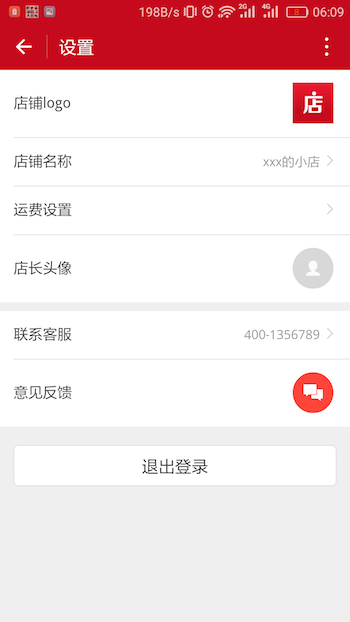 198B/s 2G 4G 8 06:09
设置
店铺logo
店
店铺名称
xxx的小店
运费设置
店长头像
联系客服
400-1356789
意见反馈
退出登录